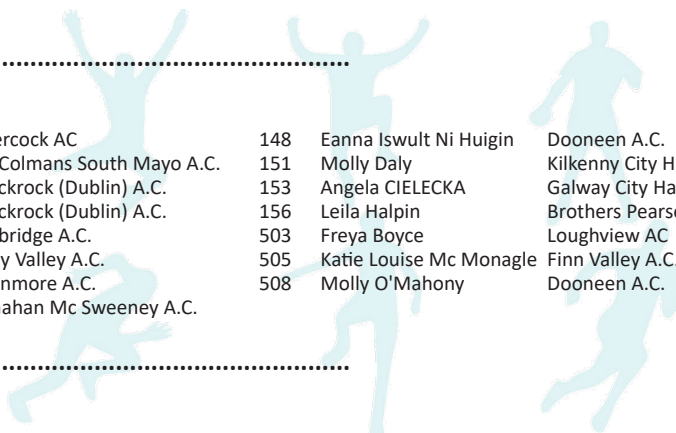 ercock AC 148 Eanna Iswult Ni Huigin Dooneen A.C.
Colmans South Mayo A.C. 151 Molly Daly Kilkenny City H
ckrock (Dublin) A.C. 153 Angela CIELECKA Galway City Ha
ckrock (Dublin) A.C. 156 Leila Halpin Brothers Pears
bridge A.C. 503 Freya Boyce Loughview AC
y Valley A.C. 505 Katie Louise Mc Monagle Finn Valley A.C.
nmore A.C. 508 Molly O'Mahony Dooneen A.C.
ahan Mc Sweeney A.C.